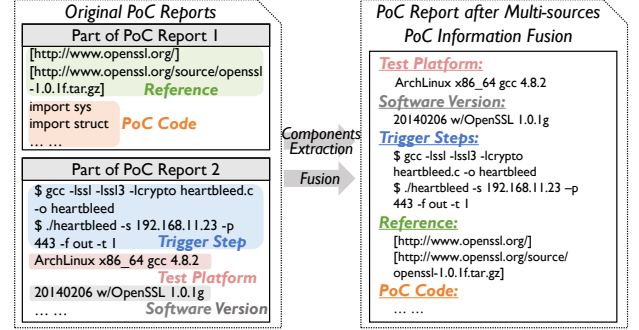 Original PoC Reports
Part of PoC Report 1
[http://www.openssl.org/]
[http://www.openssl.org/source/openssl
-1.0.1f.tar.gz]
Reference
import sys
import struct
PoC Code
... ...
Part of PoC Report 2
$ gcc -lssl -lssl3 -lcrypto heartbleed.c
-o heartbleed
$ ./heartbleed -s 192.168.11.23 -p
443 -f out -t 1
Trigger Step
ArchLinux x86_64 gcc 4.8.2
Test Platform
20140206 w/OpenSSL 1.0.1g
... ...
Software Version
Components
Extraction
Fusion
PoC Report after Multi-sources
PoC Information Fusion
Test Platform:
ArchLinux x86_64 gcc 4.8.2
Software Version:
20140206 w/OpenSSL 1.0.1g
Trigger Steps:
$ gcc -lssl -lssl3 -lcrypto
heartbleed.c -o heartbleed
$ ./heartbleed -s 192.168.11.23 –p
443 -f out -t 1
Reference:
[http://www.openssl.org/]
[http://www.openssl.org/source/
openssl-1.0.1f.tar.gz]
PoC Code:
... ...